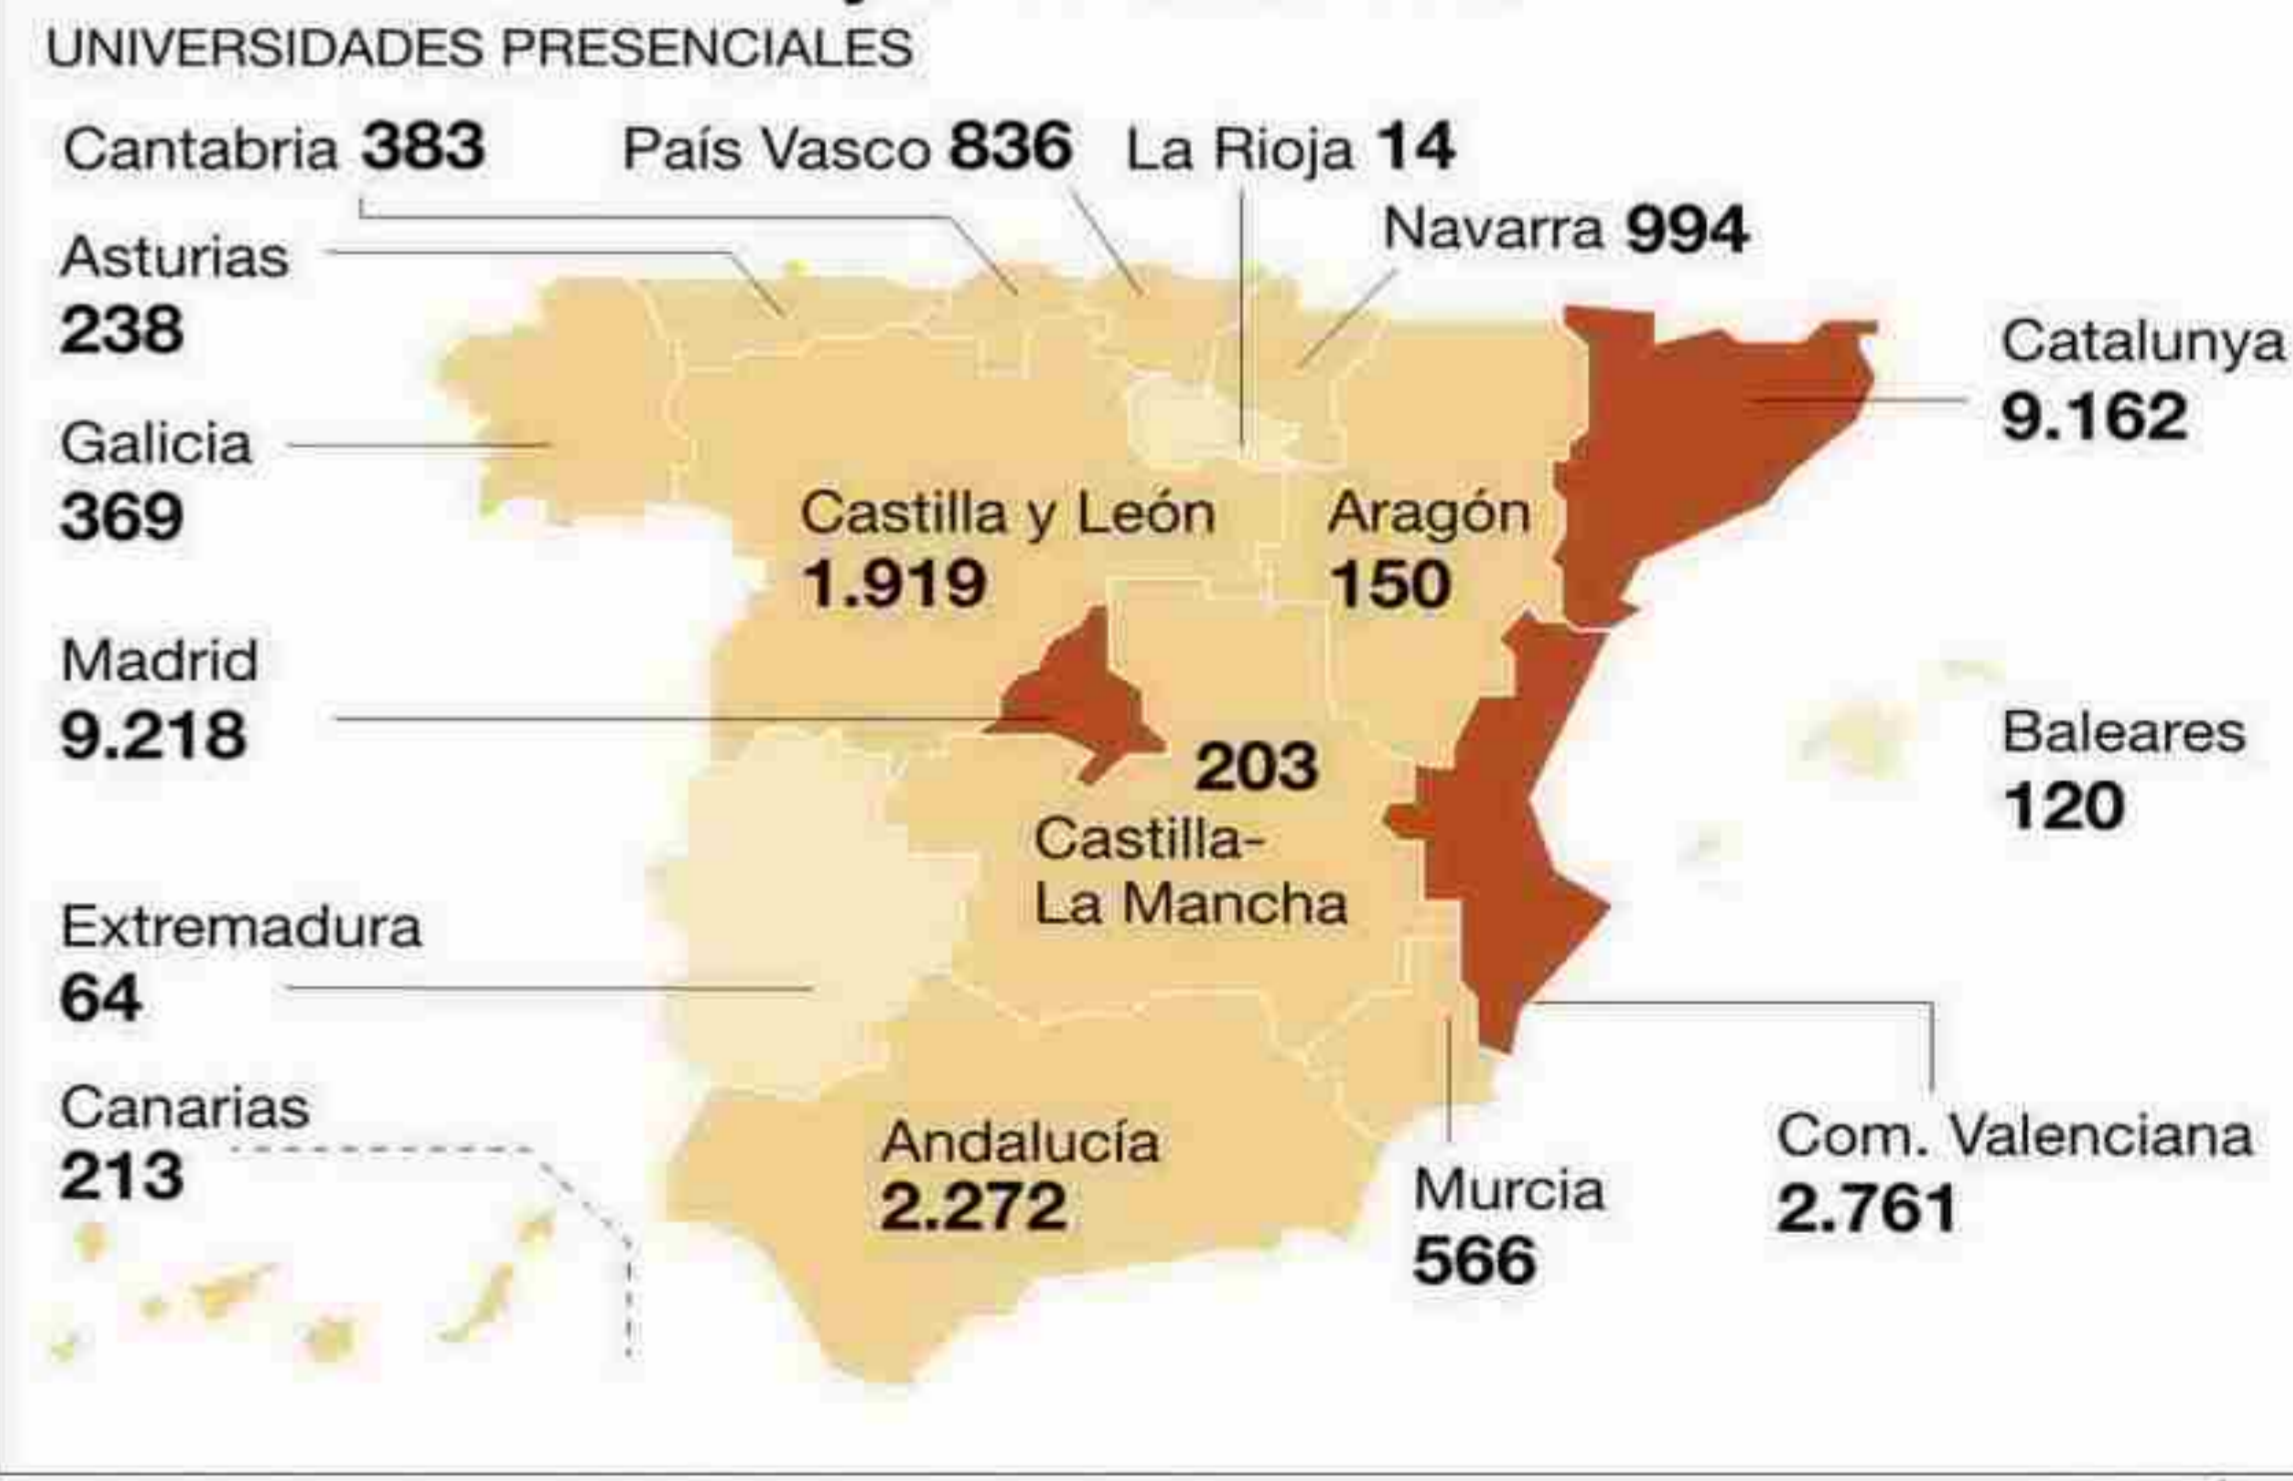 UNIVERSIDADES PRESENCIALES
Cantabria 383
País Vasco 836
La Rioja 14
Navarra 994
Asturias
238
Catalunya
9.162
Galicia
369
Castilla y León
1.919
Aragón
150
Madrid
9.218
203
Castilla-
La Mancha
Baleares
120
Extremadura
64
Canarias
213
Andalucía
2.272
Murcia
566
Com. Valenciana
2.761